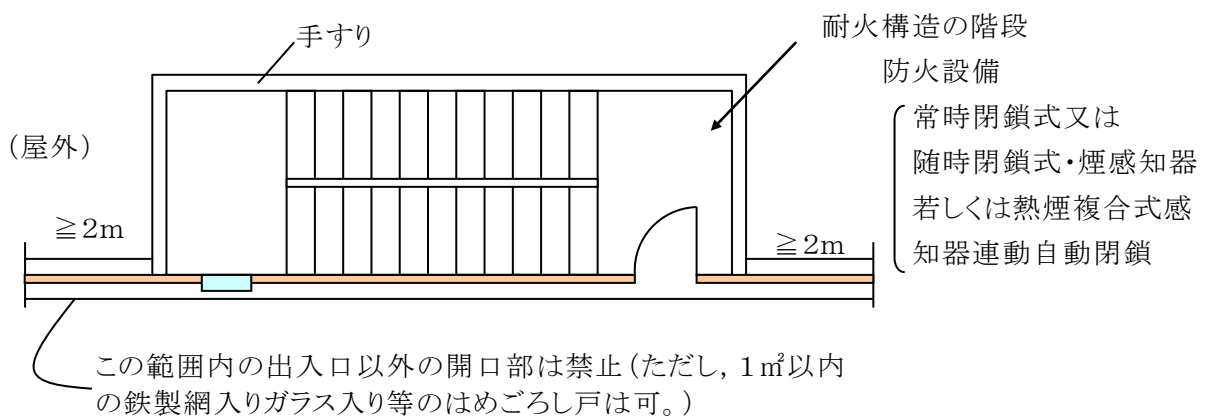 手すり
耐火構造の階段
防火設備
常時閉鎖式又は
随時閉鎖式・煙感知器
若しくは熱煙複合式感
知器連動自動閉鎖
(屋外)
≧2m
≧2m
この範囲内の出入口以外の開口部は禁止(ただし,1㎡以内
の鉄製網入りガラス入り等のはめごろし戸は可。)